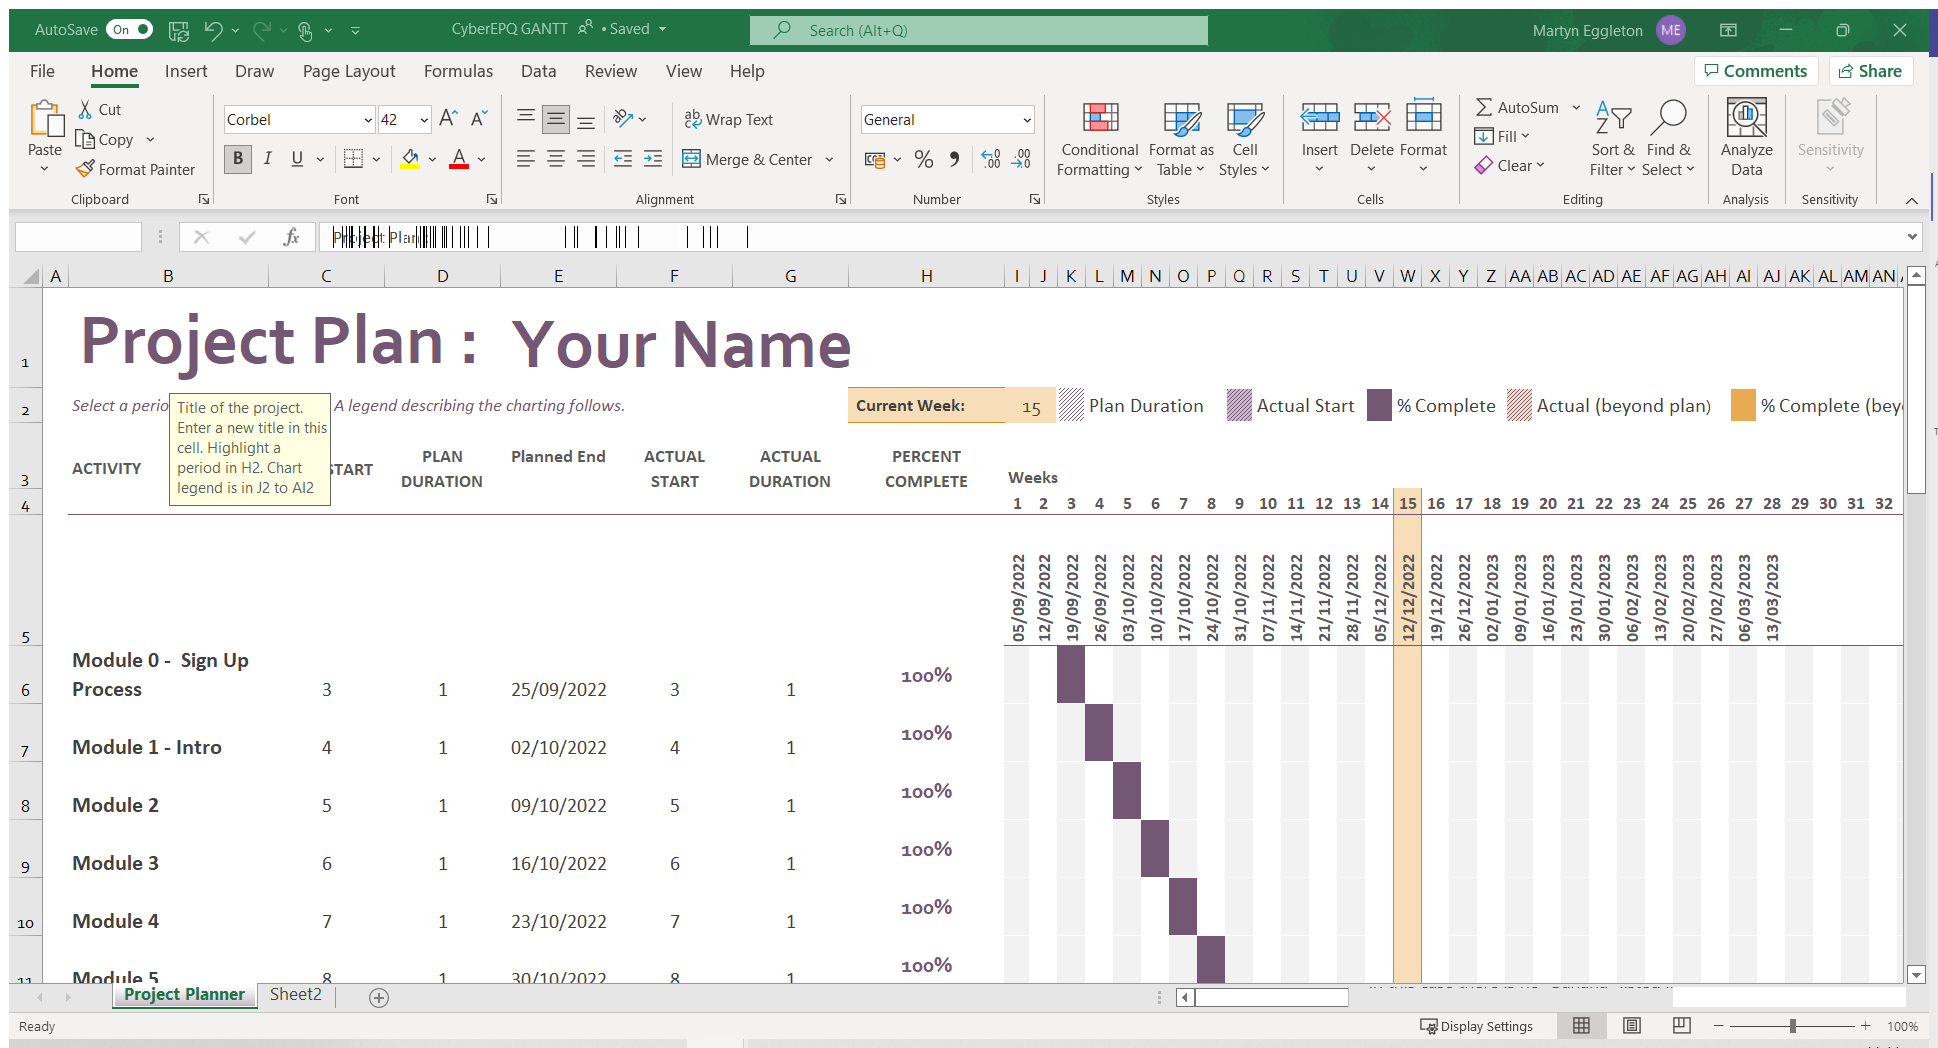 AutoSave On CyberEPQ GANTT • Saved Search (Alt+Q) Martyn Eggleton ME
File Home Insert Draw Page Layout Formulas Data Review View Help Comments Share
Paste Cut Copy Format Painter Clipboard
Corbel 42 A A B I U A Font
ab Wrap Text Merge & Center Alignment
General % Number
Conditional Formatting Format as Table Cell Styles Styles
Insert Delete Format Cells
AutoSum Fill Clear Sort & Filter Find & Select Editing
Analyze Data Analysis
Sensitivity Sensitivity
fx Project Plan
A B C D E F G H I J K L M N O P Q R S T U V W X Y Z AA AB AC AD AE AF AG AH AI AJ AK AL AM AN
1 Project Plan : Your Name
2 Select a perio A legend describing the charting follows. Current Week: 15 Plan Duration Actual Start % Complete Actual (beyond plan) % Complete (bey
Title of the project.
Enter a new title in this
cell. Highlight a
period in H2. Chart
legend is in J2 to AI2
3 ACTIVITY START PLAN DURATION Planned End ACTUAL START ACTUAL DURATION PERCENT COMPLETE Weeks
4 1 2 3 4 5 6 7 8 9 10 11 12 13 14 15 16 17 18 19 20 21 22 23 24 25 26 27 28 29 30 31 32
5 05/09/2022 12/09/2022 19/09/2022 26/09/2022 03/10/2022 10/10/2022 17/10/2022 24/10/2022 31/10/2022 07/11/2022 14/11/2022 21/11/2022 28/11/2022 05/12/2022 12/12/2022 19/12/2022 26/12/2022 02/01/2023 09/01/2023 16/01/2023 23/01/2023 30/01/2023 06/02/2023 13/02/2023 20/02/2023 27/02/2023 06/03/2023 13/03/2023
6 Module 0 - Sign Up Process 3 1 25/09/2022 3 1 100%
7 Module 1 - Intro 4 1 02/10/2022 4 1 100%
8 Module 2 5 1 09/10/2022 5 1 100%
9 Module 3 6 1 16/10/2022 6 1 100%
10 Module 4 7 1 23/10/2022 7 1 100%
11 Module 5 8 1 30/10/2022 8 1 100%
Project Planner Sheet2
Ready Display Settings 100%